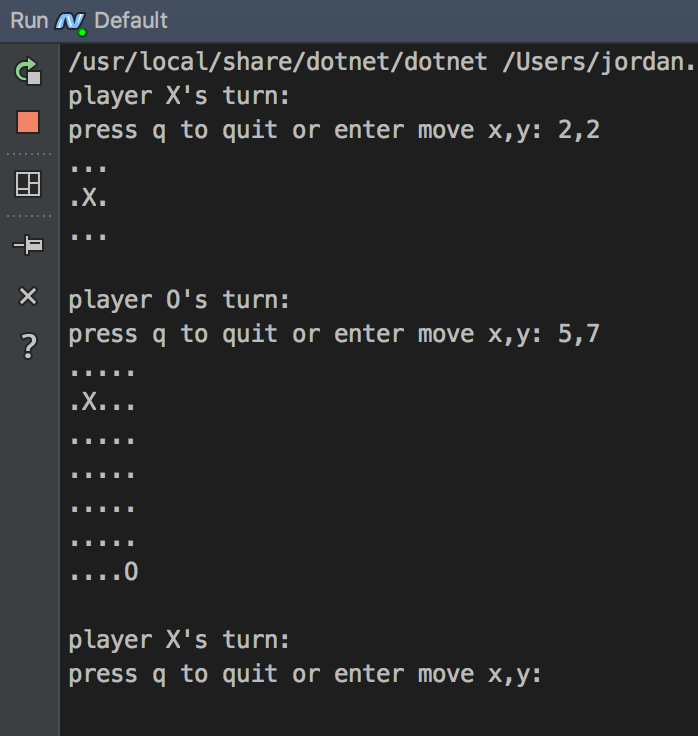 Run Default
/usr/local/share/dotnet/dotnet /Users/jordan.
player X's turn:
press q to quit or enter move x,y: 2,2
...
.X.
...
player O's turn:
press q to quit or enter move x,y: 5,7
.....
.X...
.....
.....
.....
.....
....O
player X's turn:
press q to quit or enter move x,y: